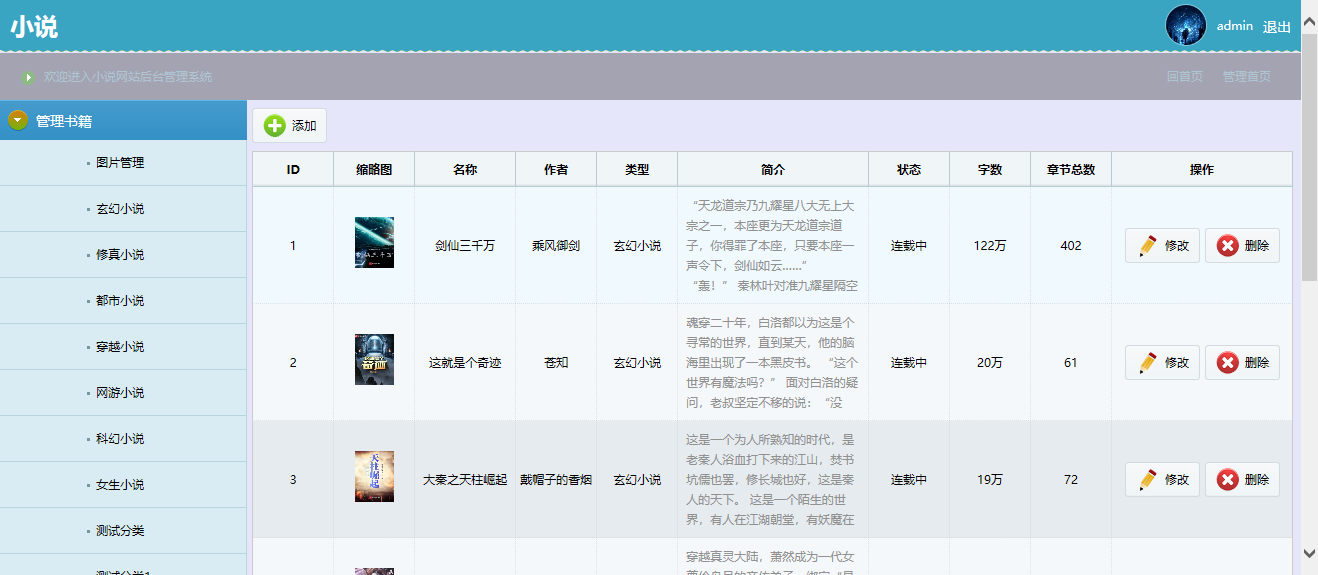 小说
admin 退出
欢迎进入小说网站后台管理系统
回首页 管理首页
管理书籍
图片管理
玄幻小说
修真小说
都市小说
穿越小说
网游小说
科幻小说
女生小说
测试分类
测试分类1
添加
ID 缩略图 名称 作者 类型 简介 状态 字数 章节总数 操作
1 剑仙三千万 乘风御剑 玄幻小说
“天龙道宗乃九耀星八大无上大
宗之一，本座更为天龙道宗道
子，你得罪了本座，只要本座一
声令下，剑仙如云……”
“轰！” 秦林叶对准九耀星隔空
连载中 122万 402 修改 删除
奇迹
2 这就是个奇迹 苍知 玄幻小说
魂穿二十年，白洛都以为这是个
寻常的世界，直到某天，他的脑
海里出现了一本黑皮书。 “这个
世界有魔法吗？” 面对白洛的疑
问，老叔坚定不移的说：“没
连载中 20万 61 修改 删除
天柱
崛起
3 大秦之天柱崛起 戴帽子的香烟 玄幻小说
这是一个为人所熟知的时代，是
老秦人浴血打下来的江山，焚书
坑儒也罢，修长城也好，这是秦
人的天下。 这是一个陌生的世
界，有人在江湖朝堂，有妖魔在
连载中 19万 72 修改 删除
穿越真灵大陆，萧然成为一代女